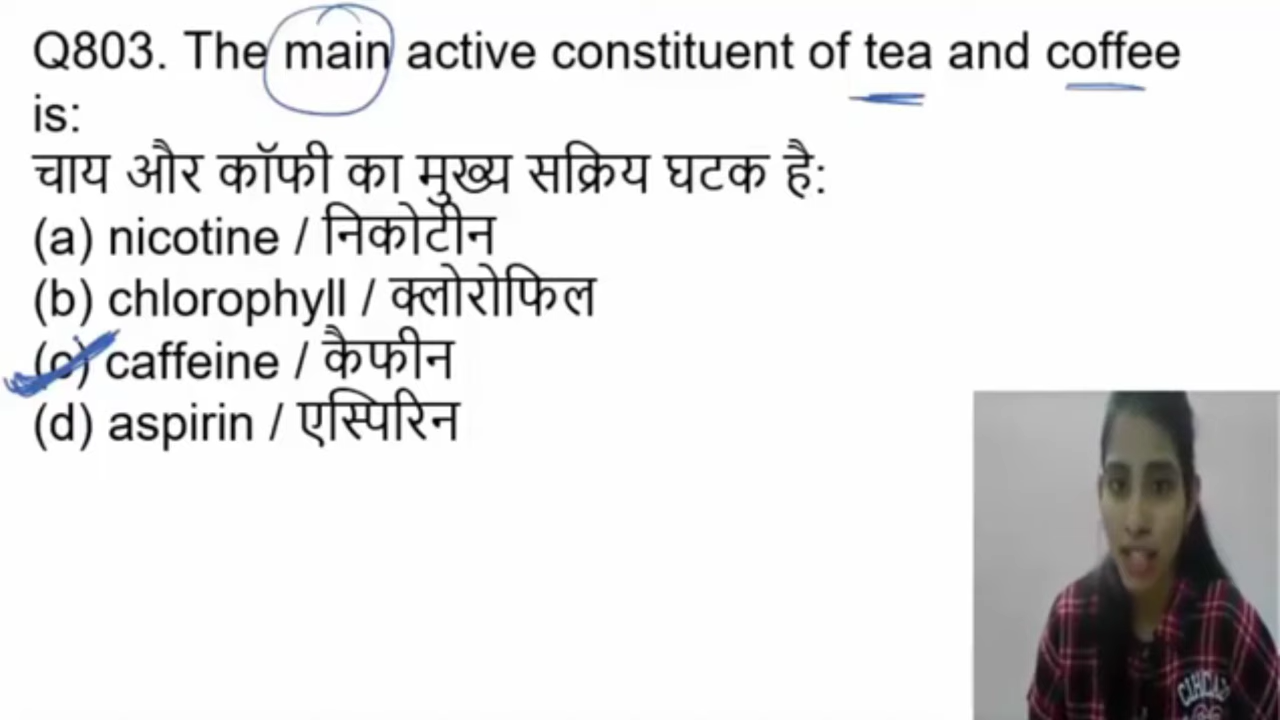 Q803. The main active constituent of tea and coffee
is:
चाय और कॉफी का मुख्य सक्रिय घटक है:
(a) nicotine / निकोटीन
(b) chlorophyll / क्लोरोफिल
(c) caffeine / कैफीन
(d) aspirin / एस्पिरिन